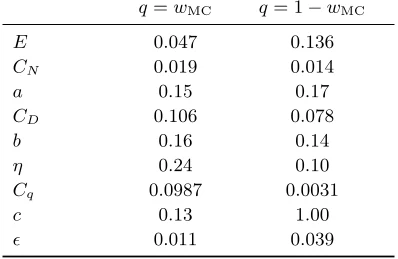 q = w_MC q = 1 − w_MC
E 0.047 0.136
C_N 0.019 0.014
a 0.15 0.17
C_D 0.106 0.078
b 0.16 0.14
η 0.24 0.10
C_q 0.0987 0.0031
c 0.13 1.00
ϵ 0.011 0.039